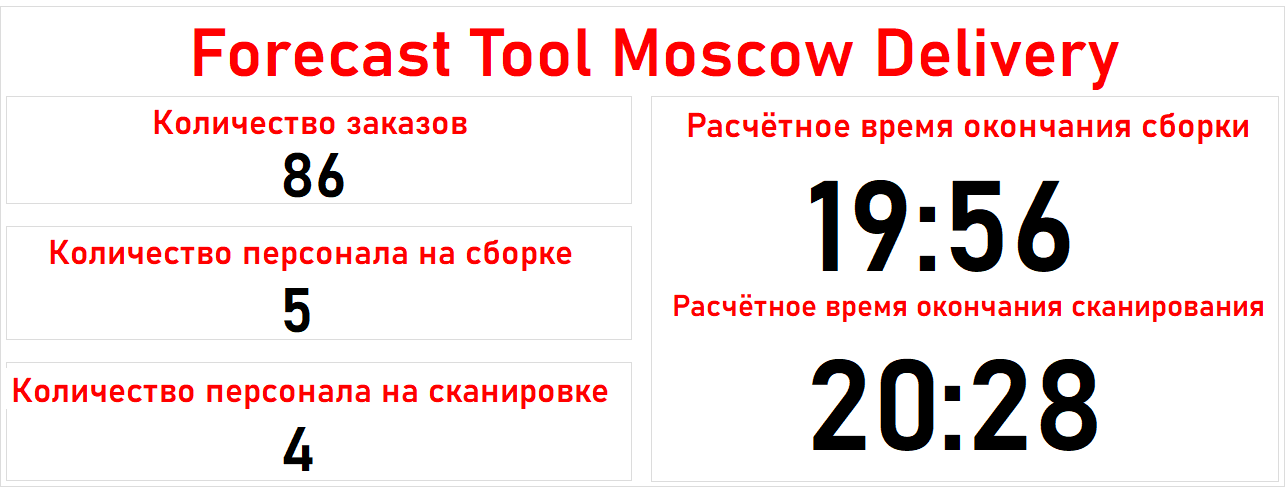 Forecast Tool Moscow Delivery
Количество заказов
86
Количество персонала на сборке
5
Количество персонала на сканировке
4
Расчётное время окончания сборки
19:56
Расчётное время окончания сканирования
20:28